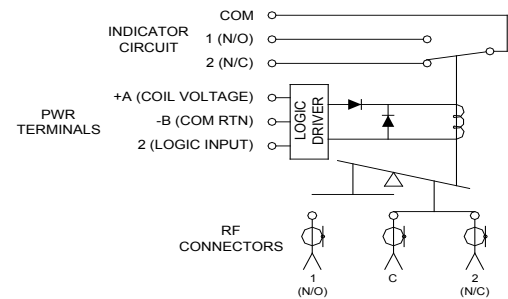 COM
INDICATOR
CIRCUIT
1 (N/O)
2 (N/C)
PWR
TERMINALS
+A (COIL VOLTAGE)
-B (COM RTN)
2 (LOGIC INPUT)
LOGIC
DRIVER
RF
CONNECTORS
1
(N/O)
C
2
(N/C)